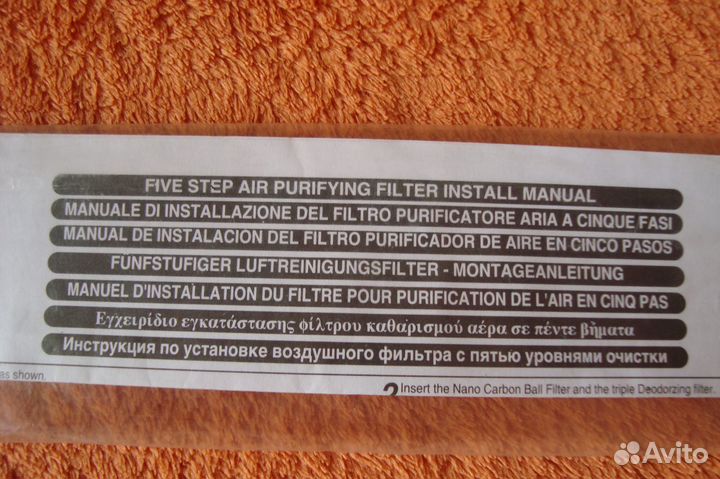 FIVE STEP AIR PURIFYING FILTER INSTALL MANUAL
MANUALE DI INSTALLAZIONE DEL FILTRO PURIFICATORE ARIA A CINQUE FASI
MANUAL DE INSTALACION DEL FILTRO PURIFICADOR DE AIRE EN CINCO PASOS
FÜNFSTUFIGER LUFTREINIGUNGSFILTER - MONTAGEANLEITUNG
MANUEL D'INSTALLATION DU FILTRE POUR PURIFICATION DE L'AIR EN CINQ PAS
Εγχειρίδιο εγκατάστασης φίλτρου καθαρισμού αέρα σε πέντε βήματα
Инструкция по установке воздушного фильтра с пятью уровнями очистки
as shown.
2 Insert the Nano Carbon Ball Filter and the triple Deodorzing filter.
Avito